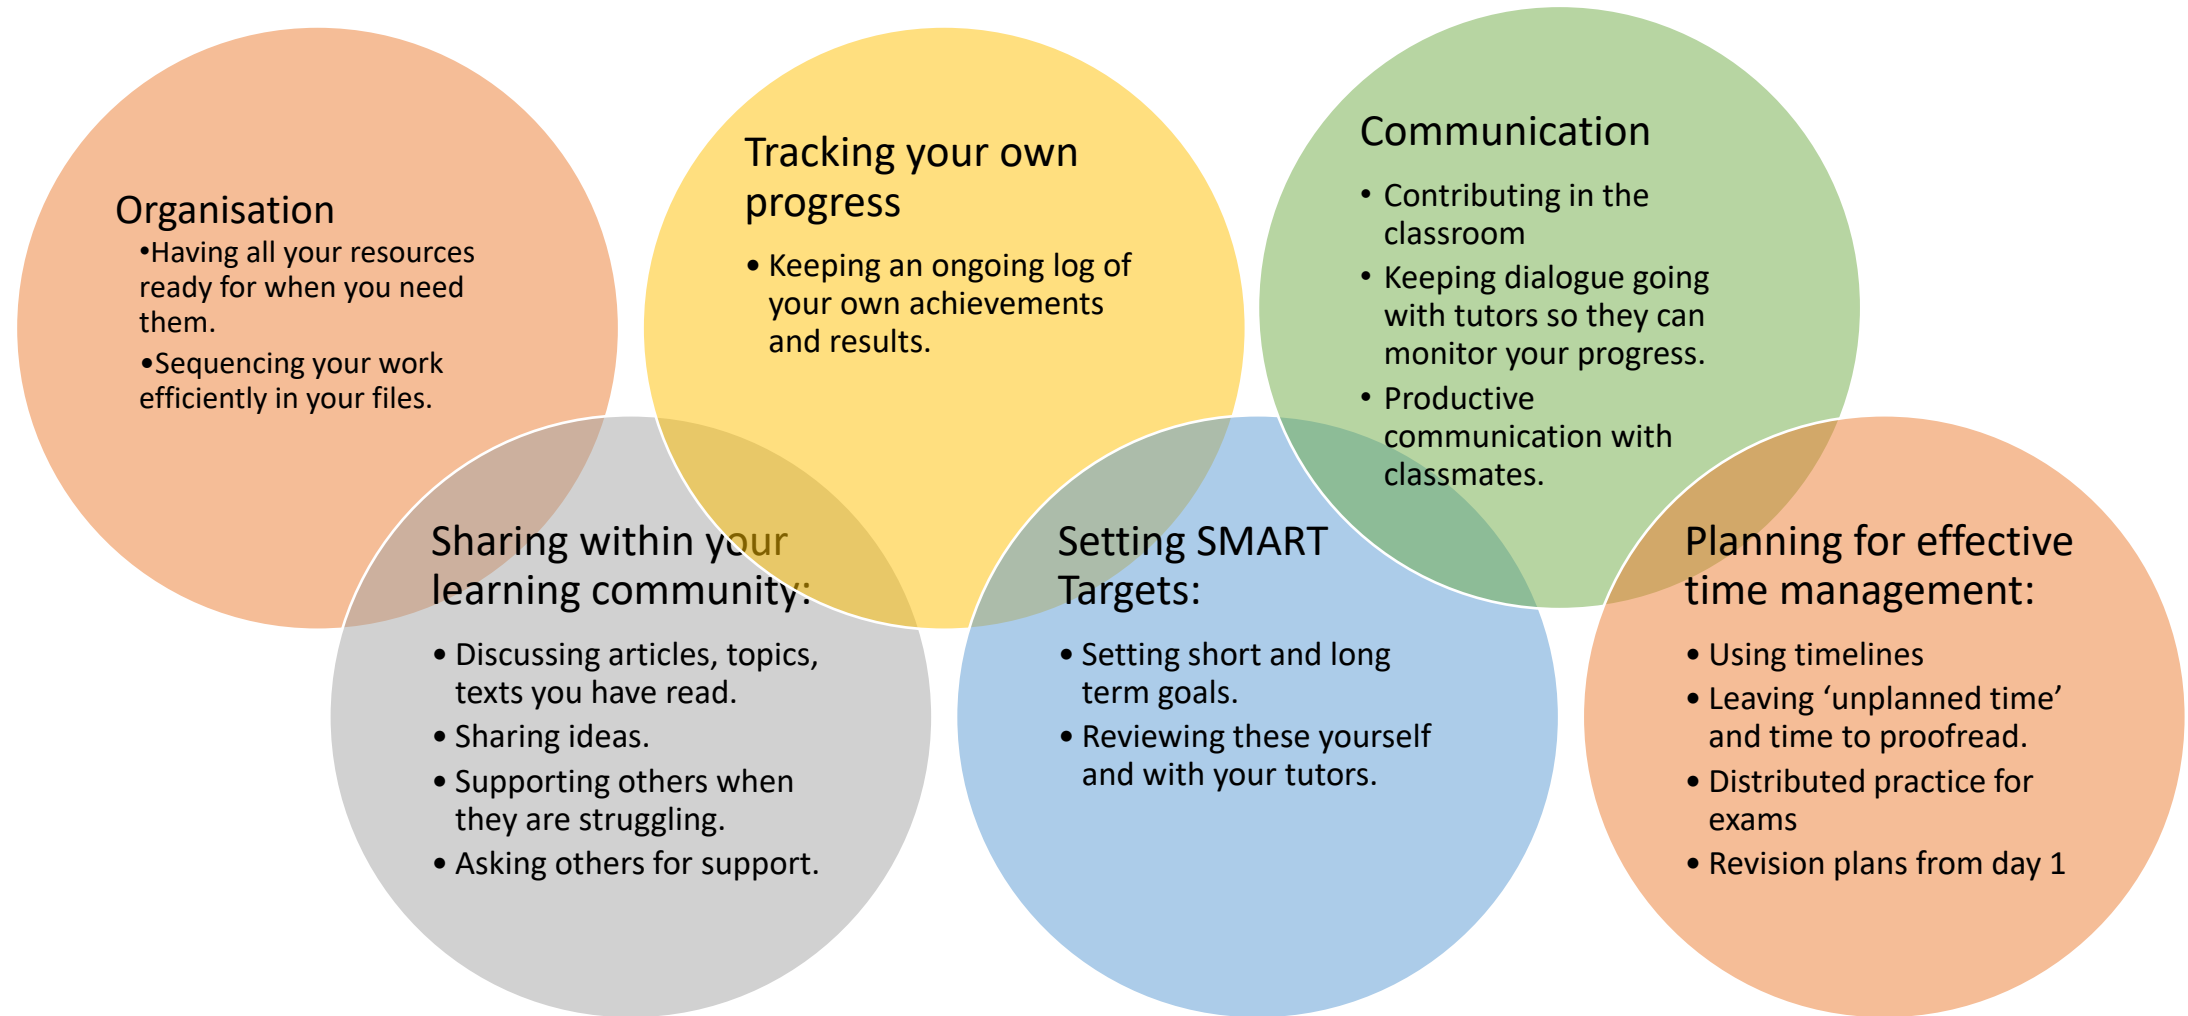 Organisation
•Having all your resources
ready for when you need
them.
•Sequencing your work
efficiently in your files.
Sharing within your
learning community:
• Discussing articles, topics,
texts you have read.
• Sharing ideas.
• Supporting others when
they are struggling.
• Asking others for support.
Tracking your own
progress
• Keeping an ongoing log of
your own achievements
and results.
Setting SMART
Targets:
• Setting short and long
term goals.
• Reviewing these yourself
and with your tutors.
Communication
• Contributing in the
classroom
• Keeping dialogue going
with tutors so they can
monitor your progress.
• Productive
communication with
classmates.
Planning for effective
time management:
• Using timelines
• Leaving ‘unplanned time’
and time to proofread.
• Distributed practice for
exams
• Revision plans from day 1